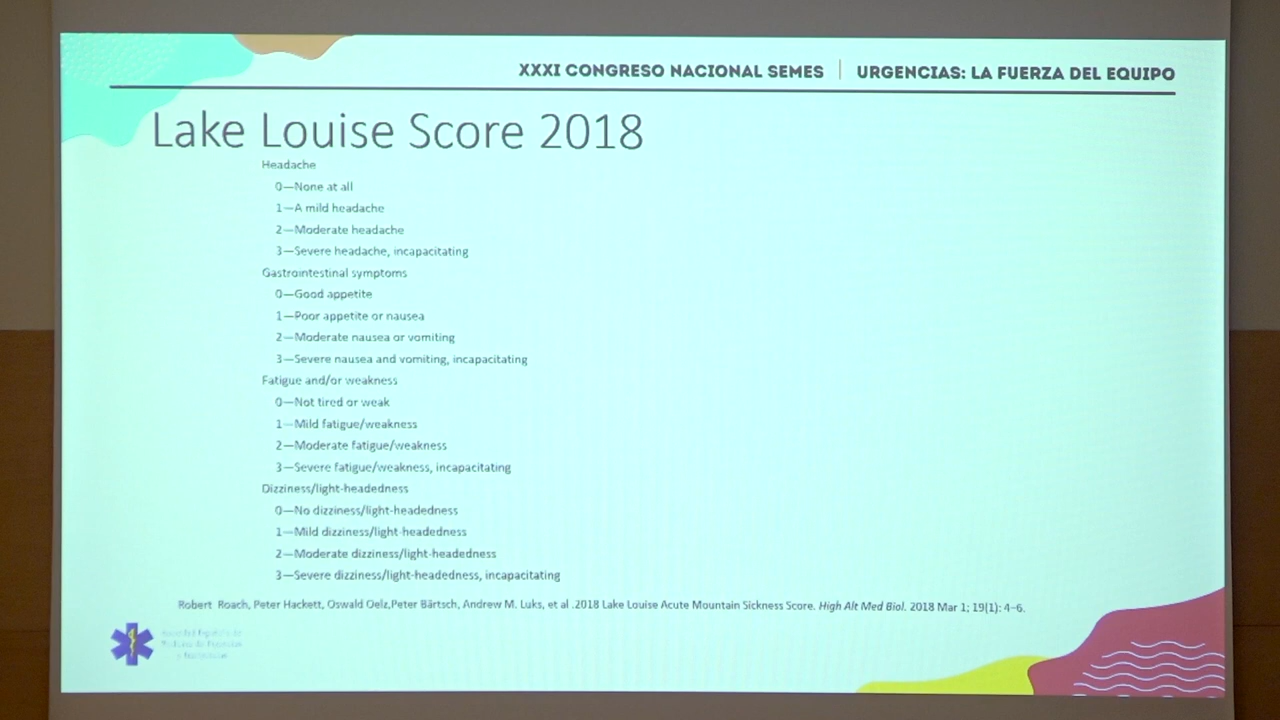 XXXI CONGRESO NACIONAL SEMES | URGENCIAS: LA FUERZA DEL EQUIPO
Lake Louise Score 2018
Headache
0—None at all
1—A mild headache
2—Moderate headache
3—Severe headache, incapacitating
Gastrointestinal symptoms
0—Good appetite
1—Poor appetite or nausea
2—Moderate nausea or vomiting
3—Severe nausea and vomiting, incapacitating
Fatigue and/or weakness
0—Not tired or weak
1—Mild fatigue/weakness
2—Moderate fatigue/weakness
3—Severe fatigue/weakness, incapacitating
Dizziness/light-headedness
0—No dizziness/light-headedness
1—Mild dizziness/light-headedness
2—Moderate dizziness/light-headedness
3—Severe dizziness/light-headedness, incapacitating
Robert Roach, Peter Hackett, Oswald Oelz,Peter Bärtsch, Andrew M. Luks, et al .2018 Lake Louise Acute Mountain Sickness Score. High Alt Med Biol. 2018 Mar 1; 19(1): 4–6.
Sociedad Española de
Medicina de
y